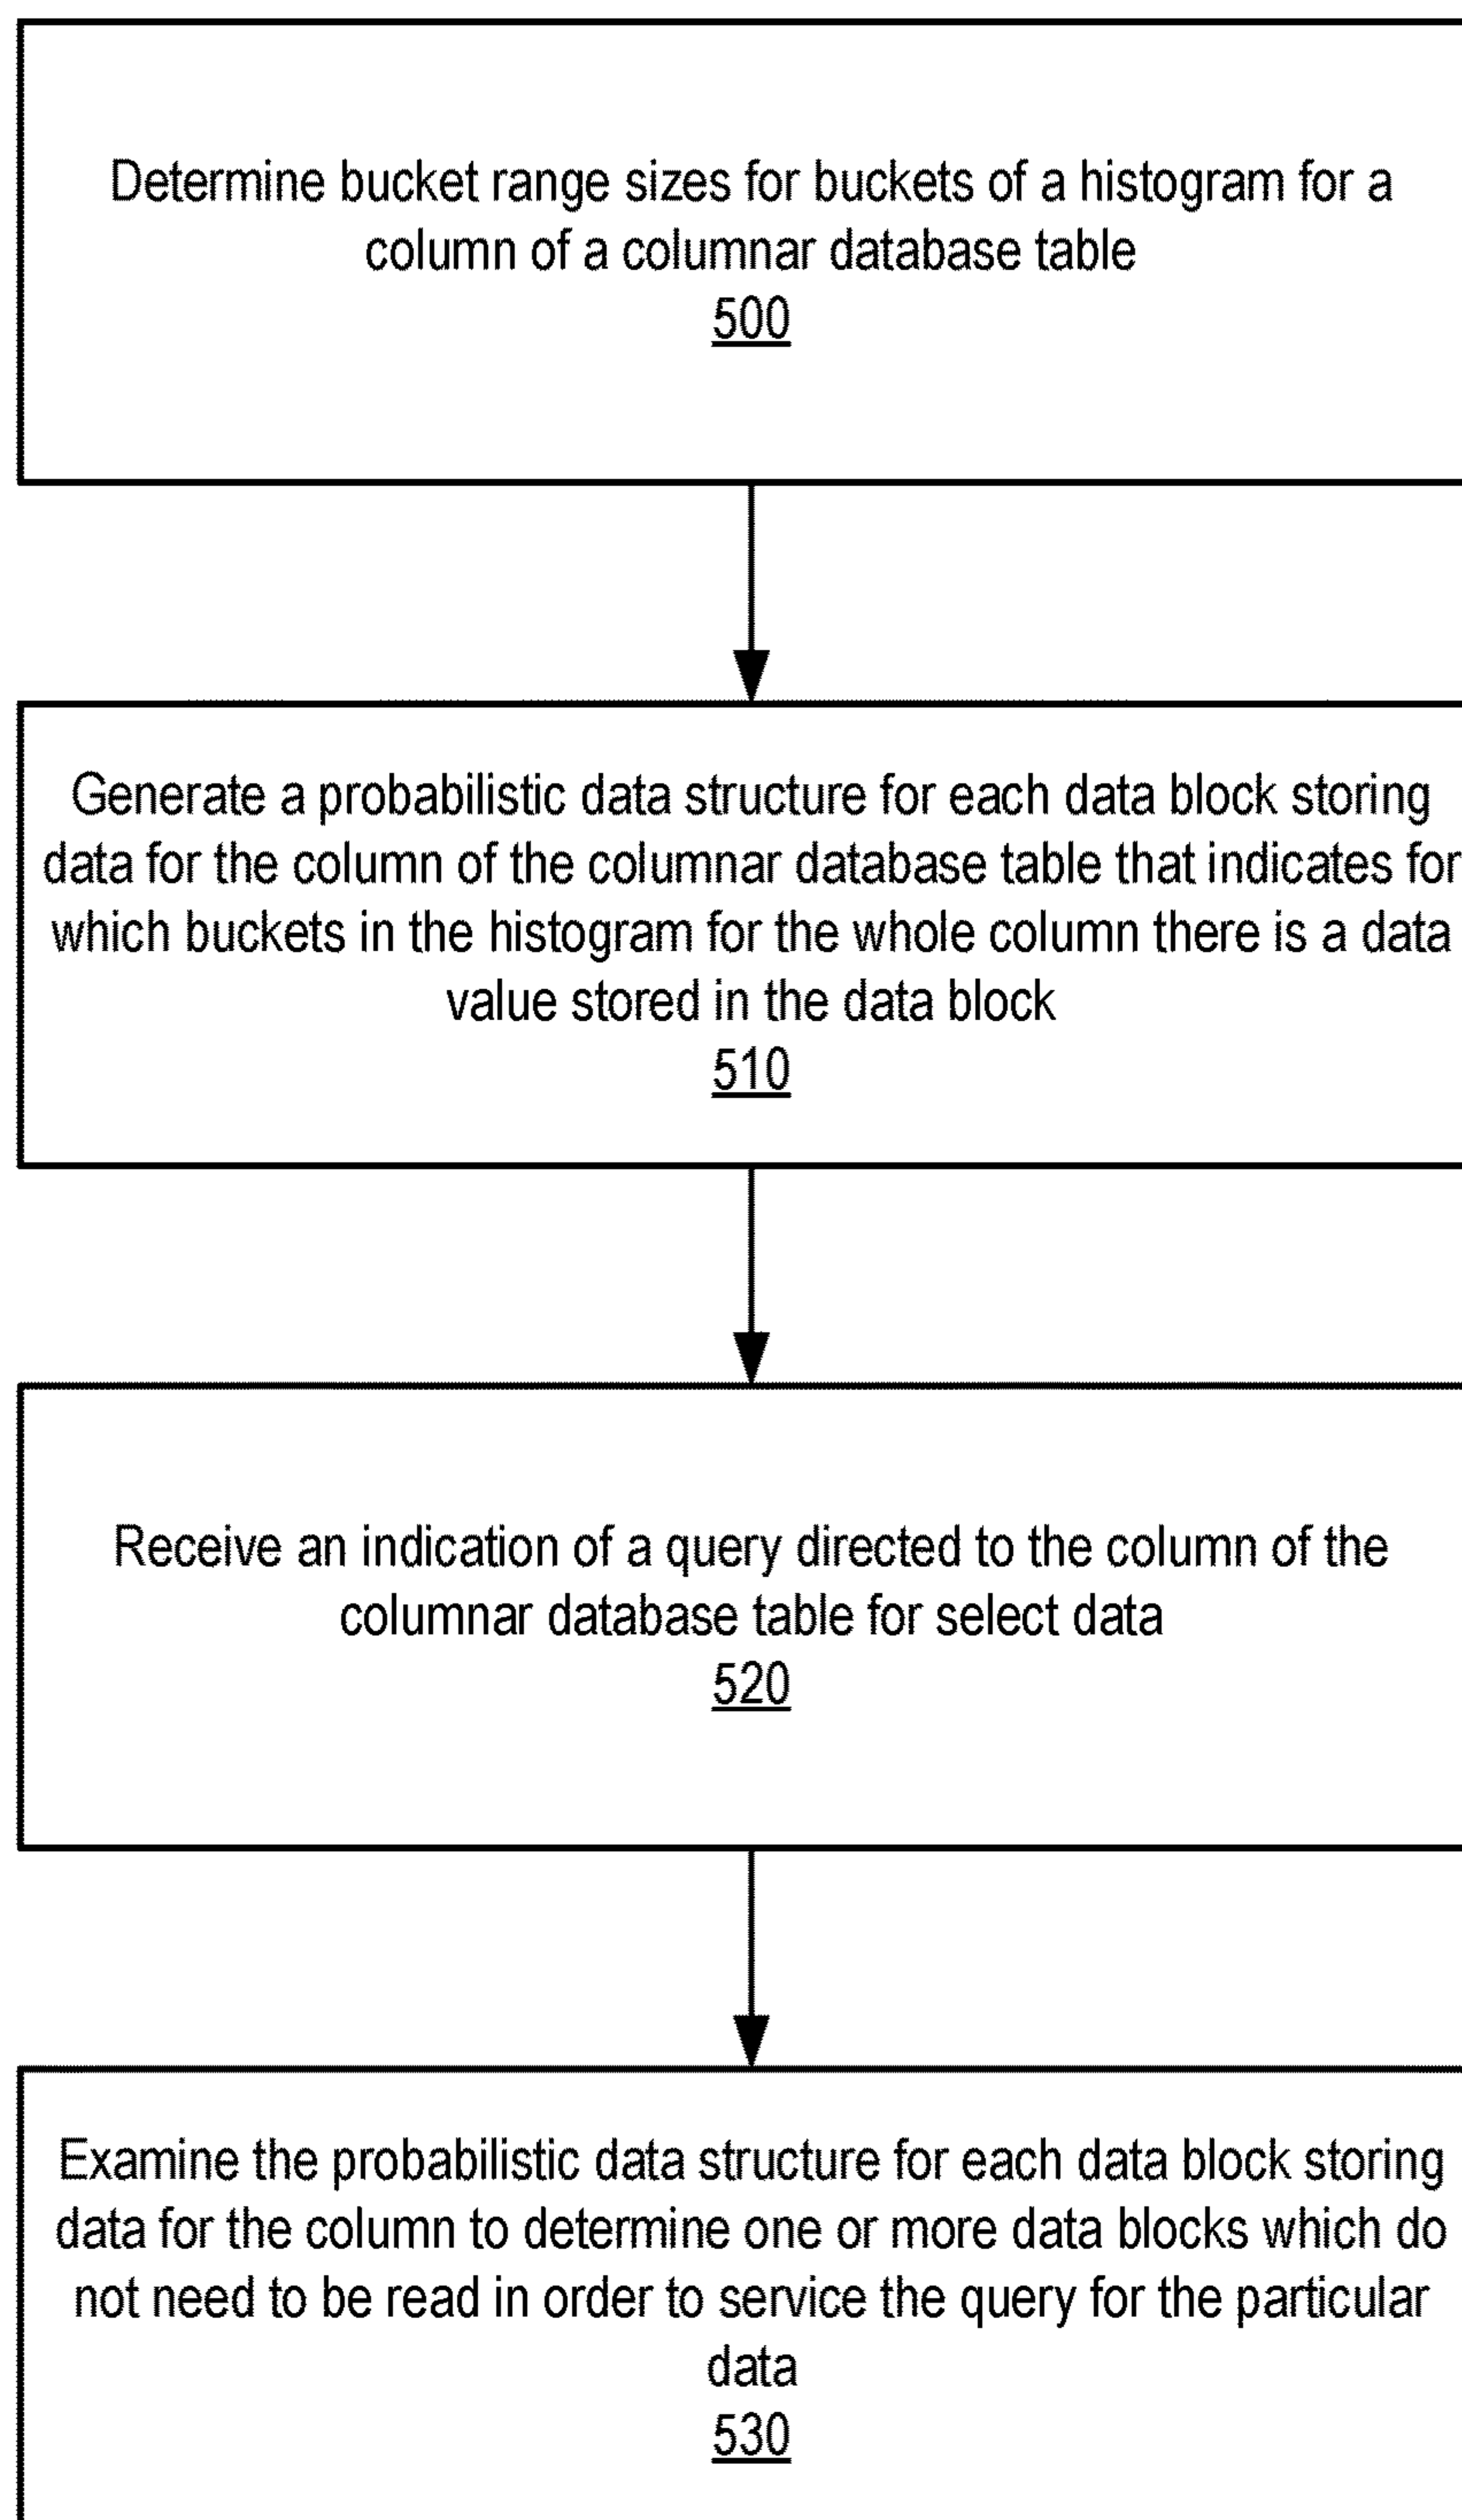 Determine bucket range sizes for buckets of a histogram for a
column of a columnar database table
500
Generate a probabilistic data structure for each data block storing
data for the column of the columnar database table that indicates for
which buckets in the histogram for the whole column there is a data
value stored in the data block
510
Receive an indication of a query directed to the column of the
columnar database table for select data
520
Examine the probabilistic data structure for each data block storing
data for the column to determine one or more data blocks which do
not need to be read in order to service the query for the particular
data
530